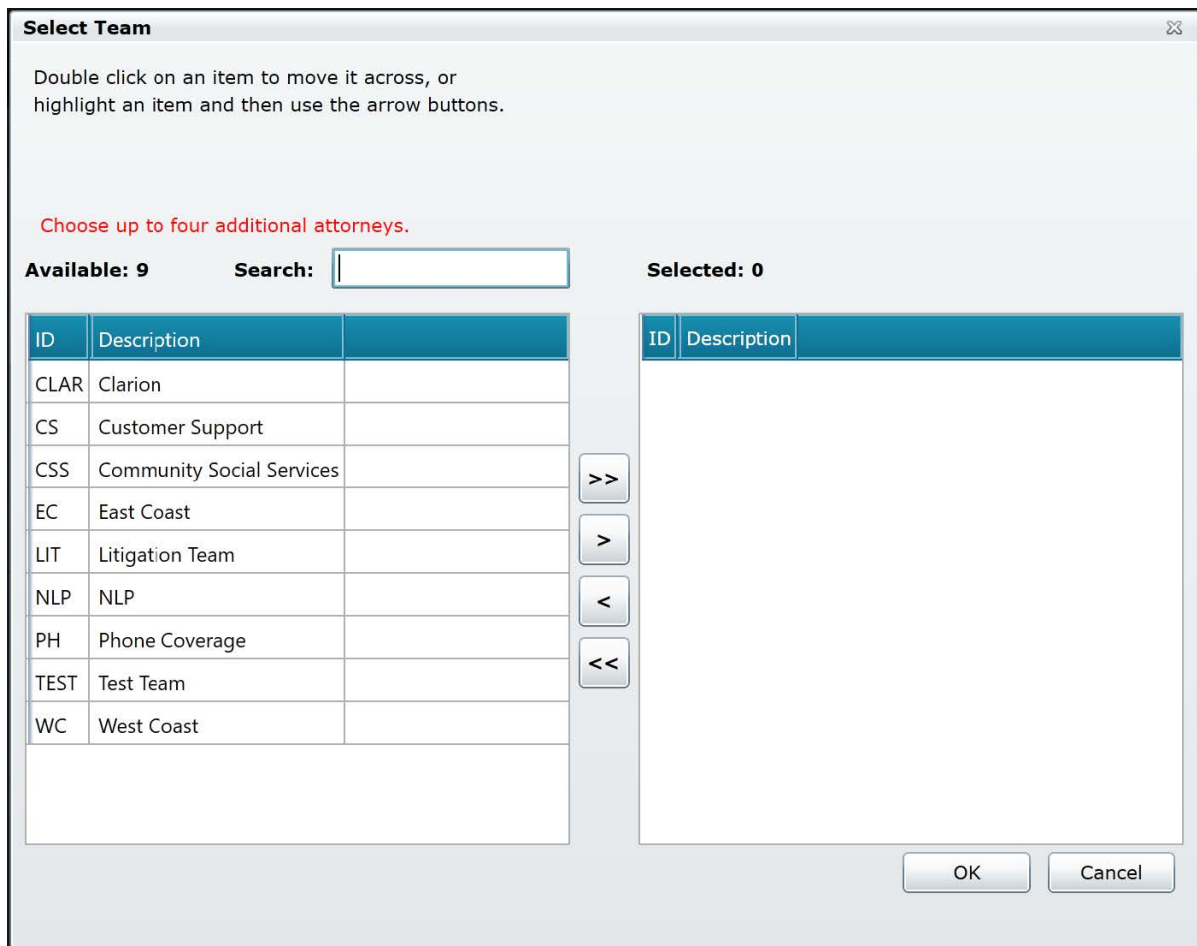 Select Team
Double click on an item to move it across, or
highlight an item and then use the arrow buttons.
Choose up to four additional attorneys.
Available: 9 Search: Selected: 0
ID Description ID Description
CLAR Clarion
CS Customer Support
CSS Community Social Services
EC East Coast
LIT Litigation Team
NLP NLP
PH Phone Coverage
TEST Test Team
WC West Coast
>>
>
<
<<
OK Cancel